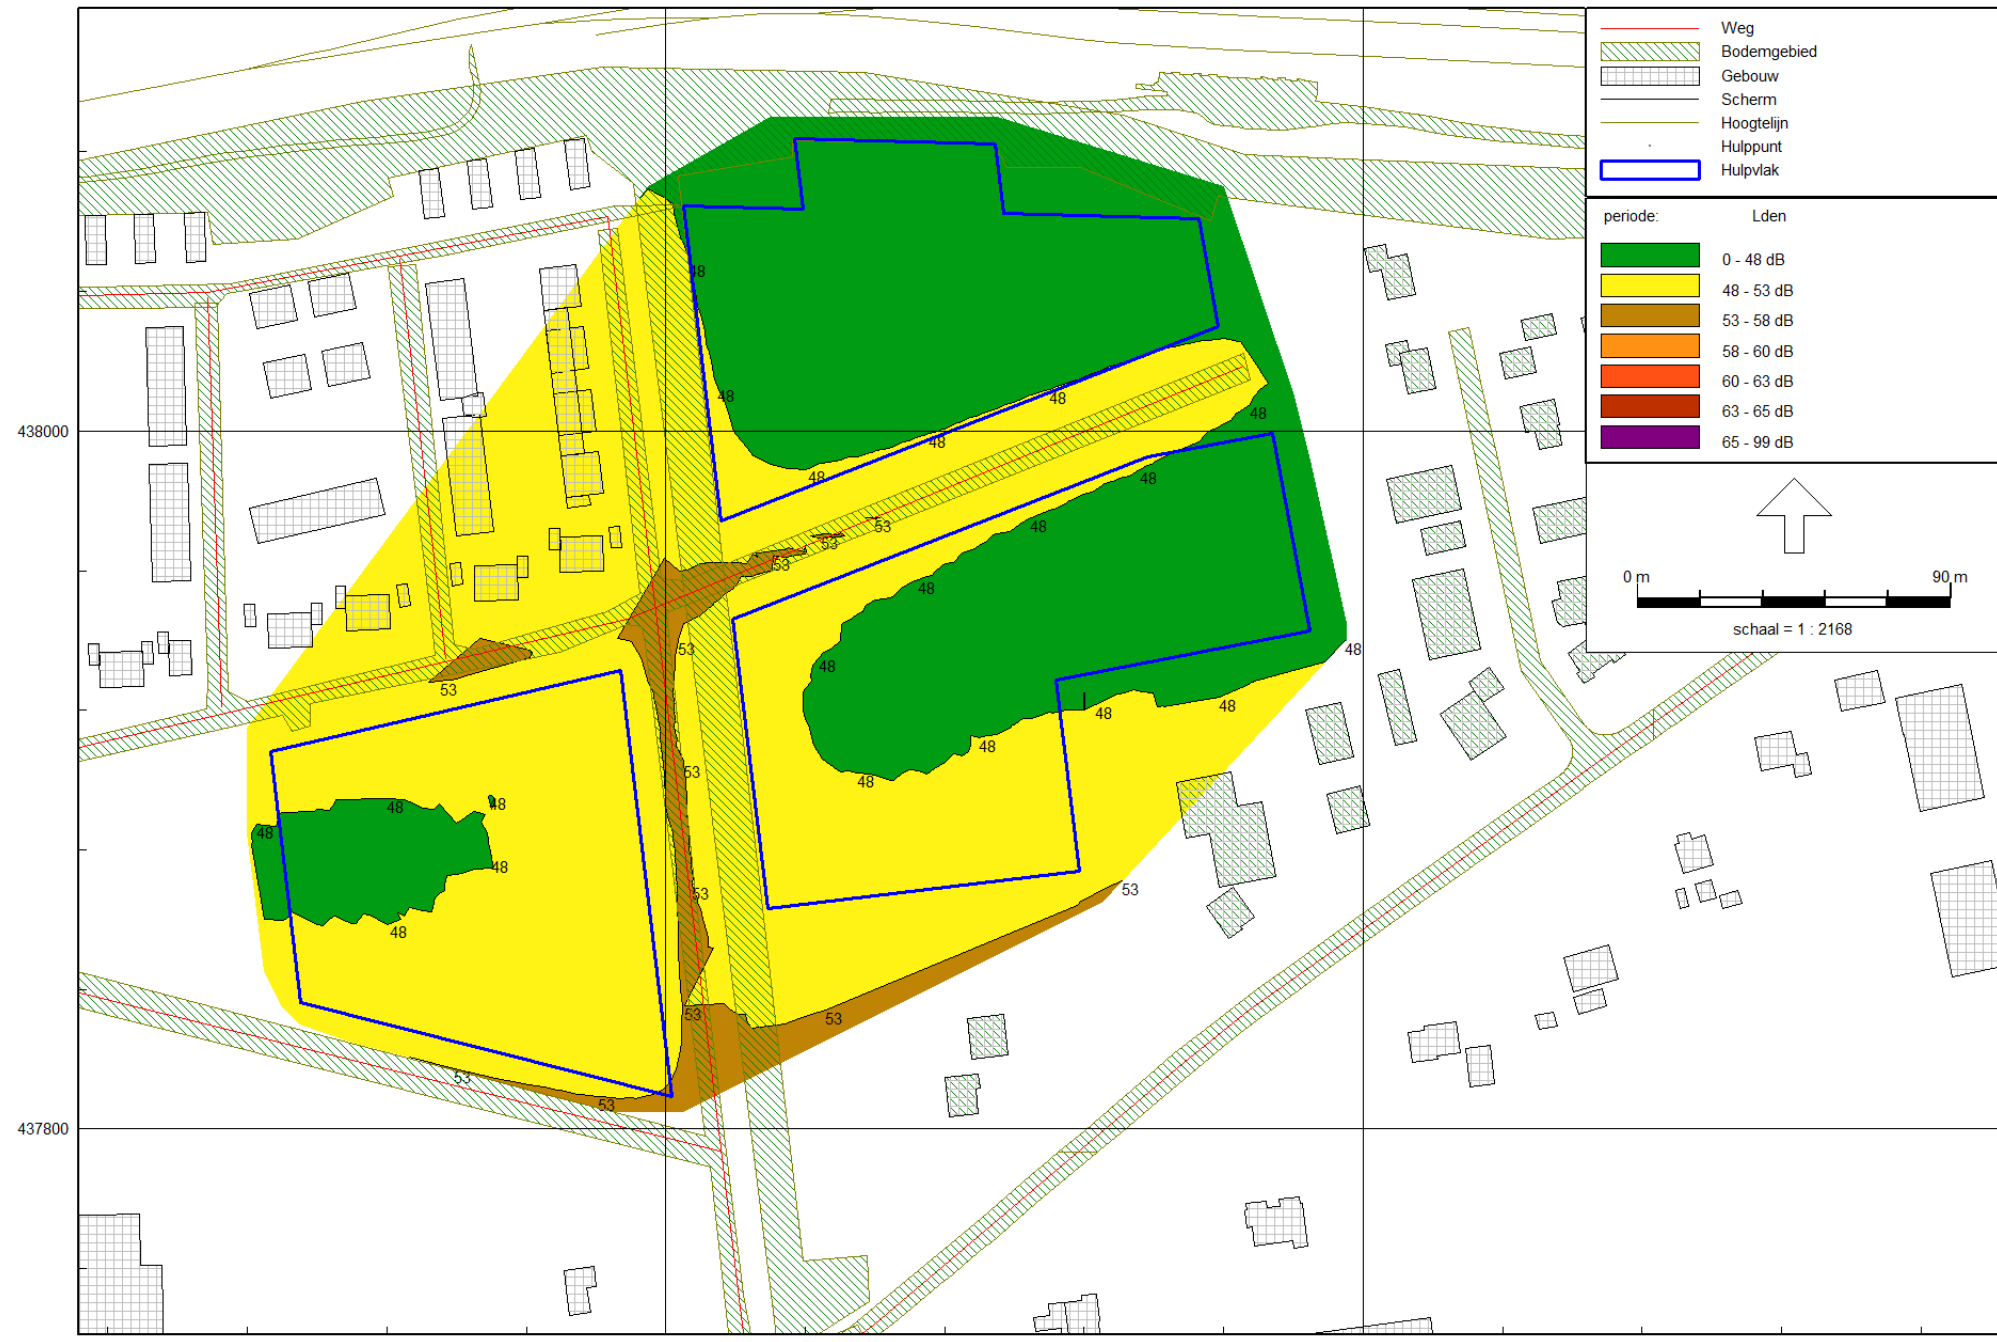 Weg
Bodemgebied
Gebouw
Scherm
Hoogtelijn
Hulppunt
Hulpvlak
periode: Lden
0 - 48 dB
48 - 53 dB
53 - 58 dB
58 - 60 dB
60 - 63 dB
63 - 65 dB
65 - 99 dB
0 m 90 m
schaal = 1 : 2168
438000
437800
48
48
48
48
48
48
48
48
48
53
53
53
48
53
48
48
53
48
48
48
53
48
48
48
48
48
48
53
53
53
53
48
53
53